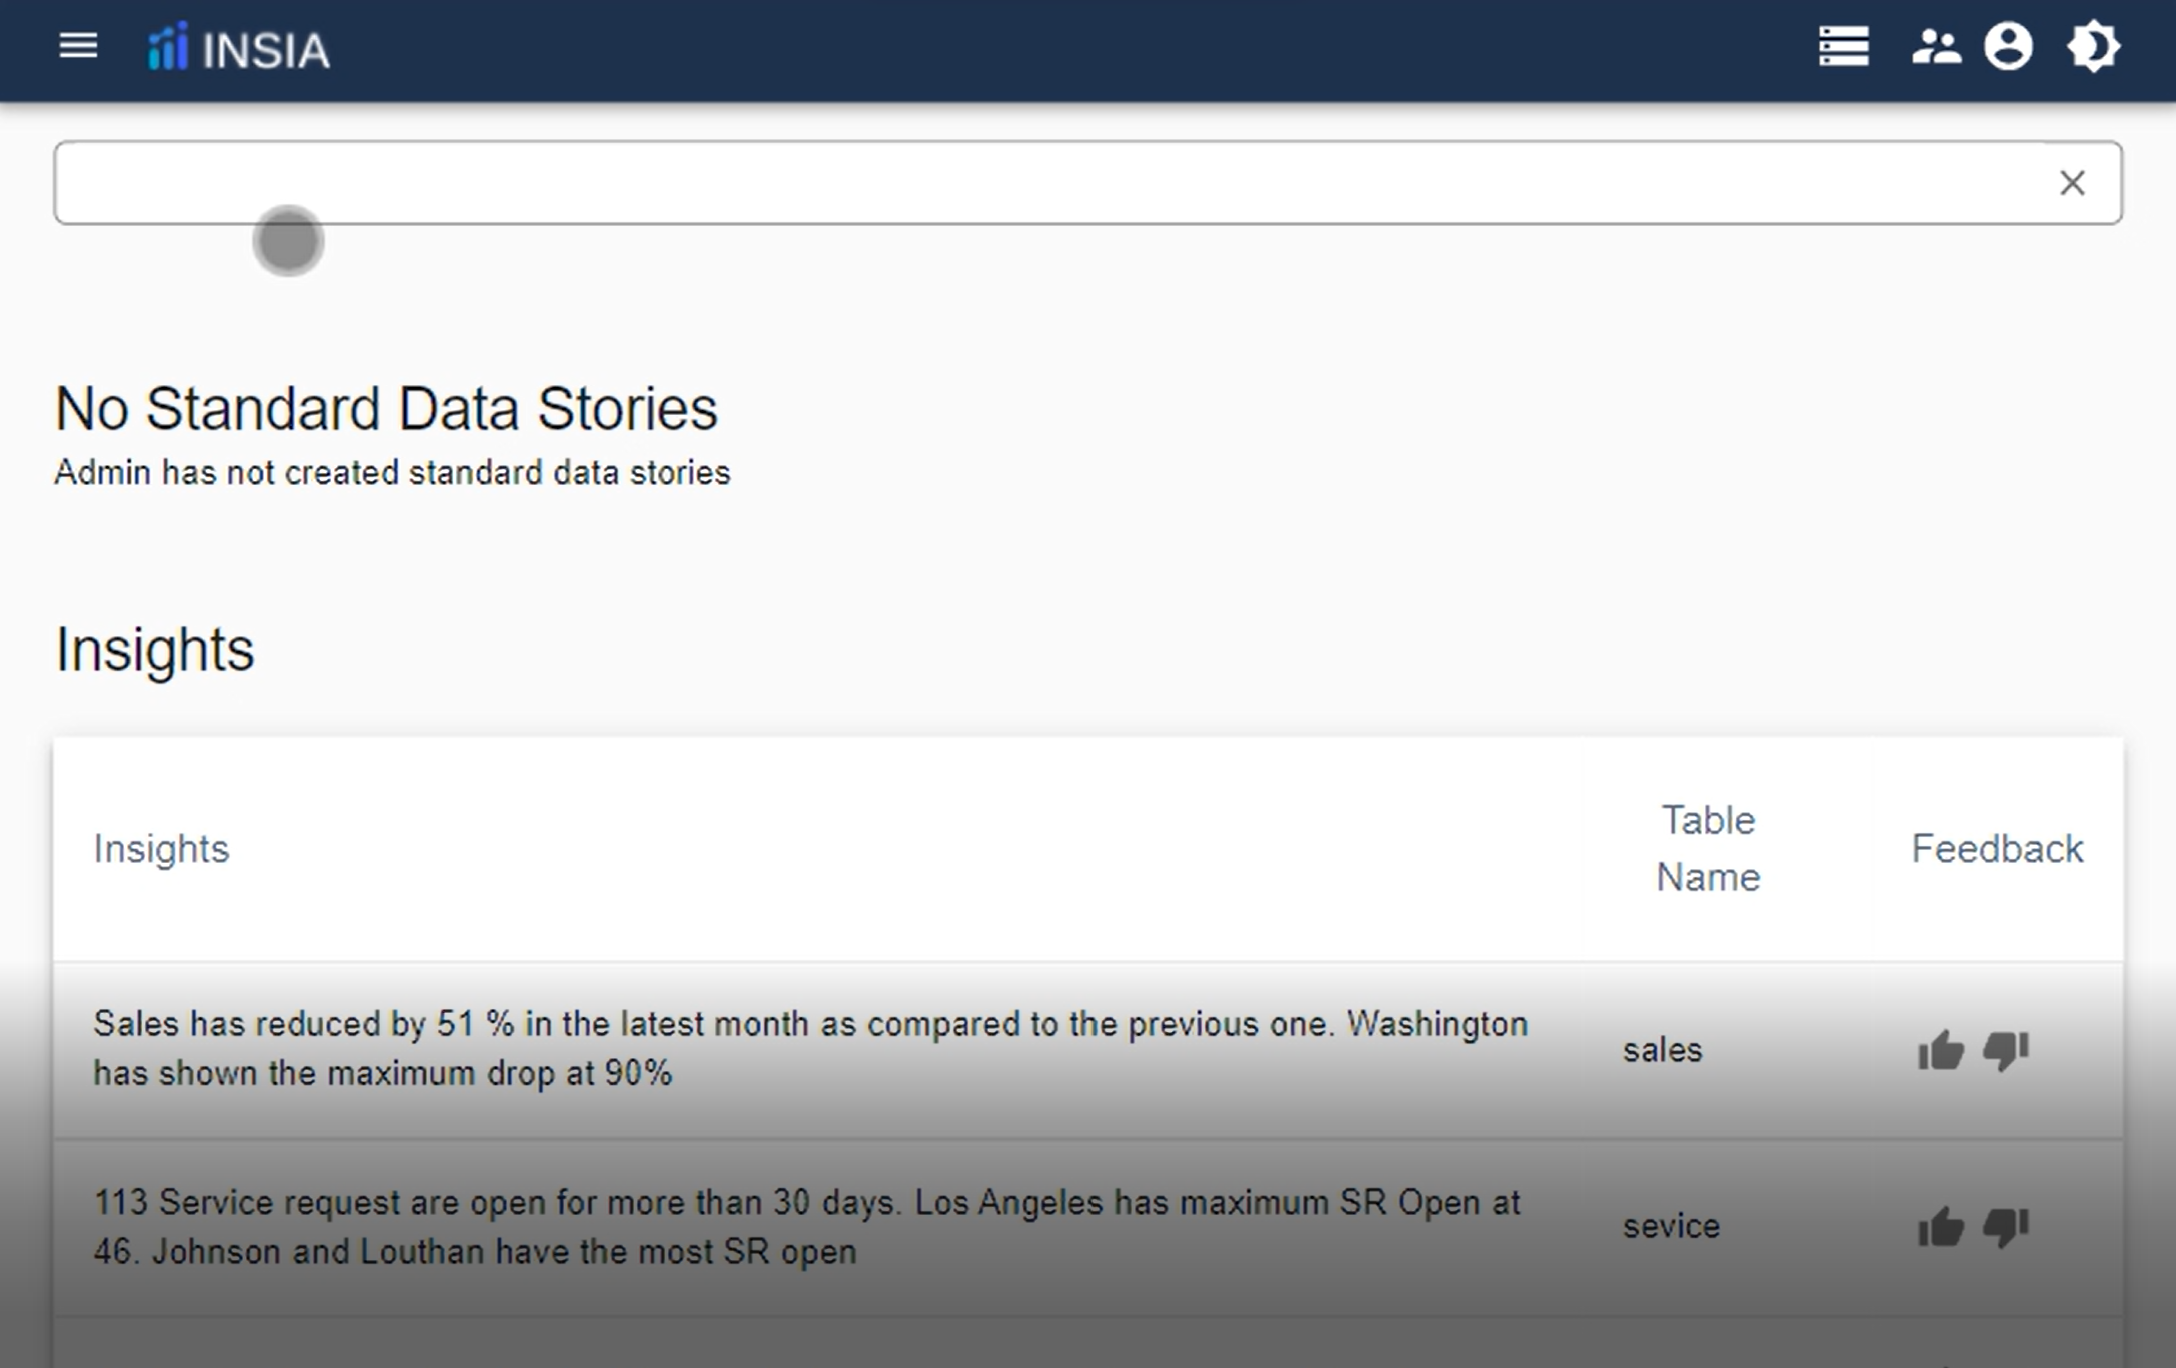 INSIA
No Standard Data Stories
Admin has not created standard data stories
Insights
Insights
Table
Name
Feedback
Sales has reduced by 51 % in the latest month as compared to the previous one. Washington
has shown the maximum drop at 90%
sales
113 Service request are open for more than 30 days. Los Angeles has maximum SR Open at
46. Johnson and Louthan have the most SR open
sevice